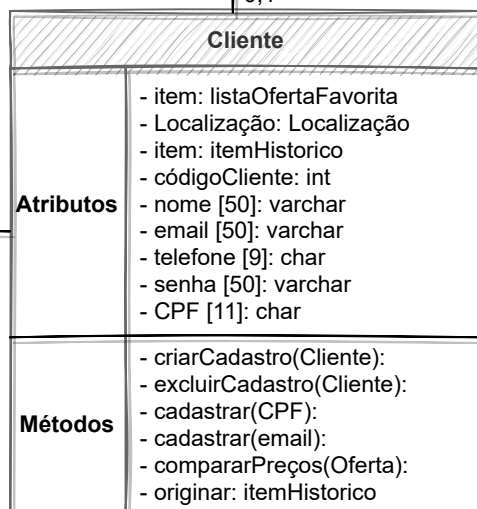 Cliente
Atributos
- item: listaOfertaFavorita
- Localização: Localização
- item: itemHistorico
- códigoCliente: int
- nome [50]: varchar
- email [50]: varchar
- telefone [9]: char
- senha [50]: varchar
- CPF [11]: char
Métodos
- criarCadastro(Cliente):
- excluirCadastro(Cliente):
- cadastrar(CPF):
- cadastrar(email):
- compararPreços(Oferta):
- originar: itemHistorico